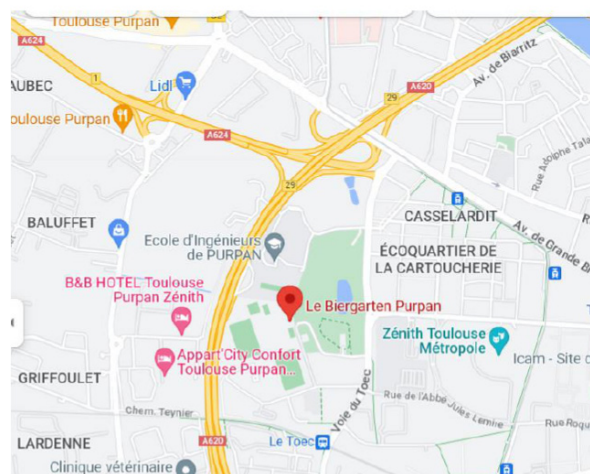 Toulouse Purpan
A624
A620
Av. de Biarritz
AUBEC
Lidl
1
29
oulouse Purpan
A624
Rue Adolphe Tala
29
BALUFFET
CASSELARDIT
Av. de Grande Br
Ecole d'Ingénieurs
de PURPAN
ÉCOQUARTIER DE
LA CARTOUCHERIE
B&B HOTEL Toulouse
Purpan Zénith
Le Biergarten Purpan
Zénith Toulouse
Métropole
Icam - Site d
Appart'City Confort
Toulouse Purpan...
GRIFFOULET
Rue de l'Abbé Jules Lemire
Chem. Teynier
Voie du Toec
Rue Roqu
LARDENNE
A620
Le Toec
Clinique vétérinaire